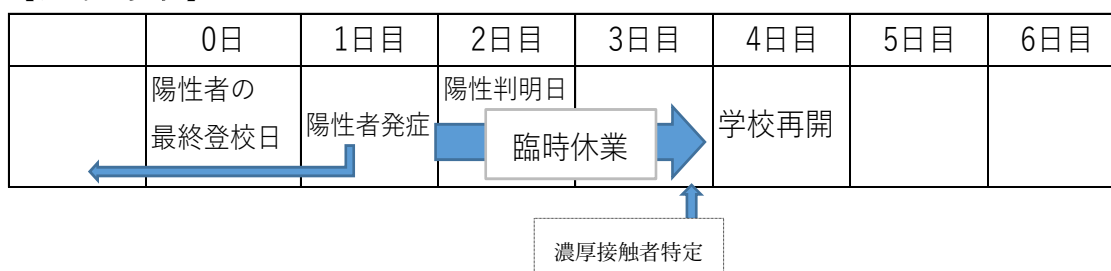 0日 1日目 2日目 3日目 4日目 5日目 6日目
陽性者の
最終登校日
陽性者発症
陽性判明日
臨時休業
学校再開
濃厚接触者特定